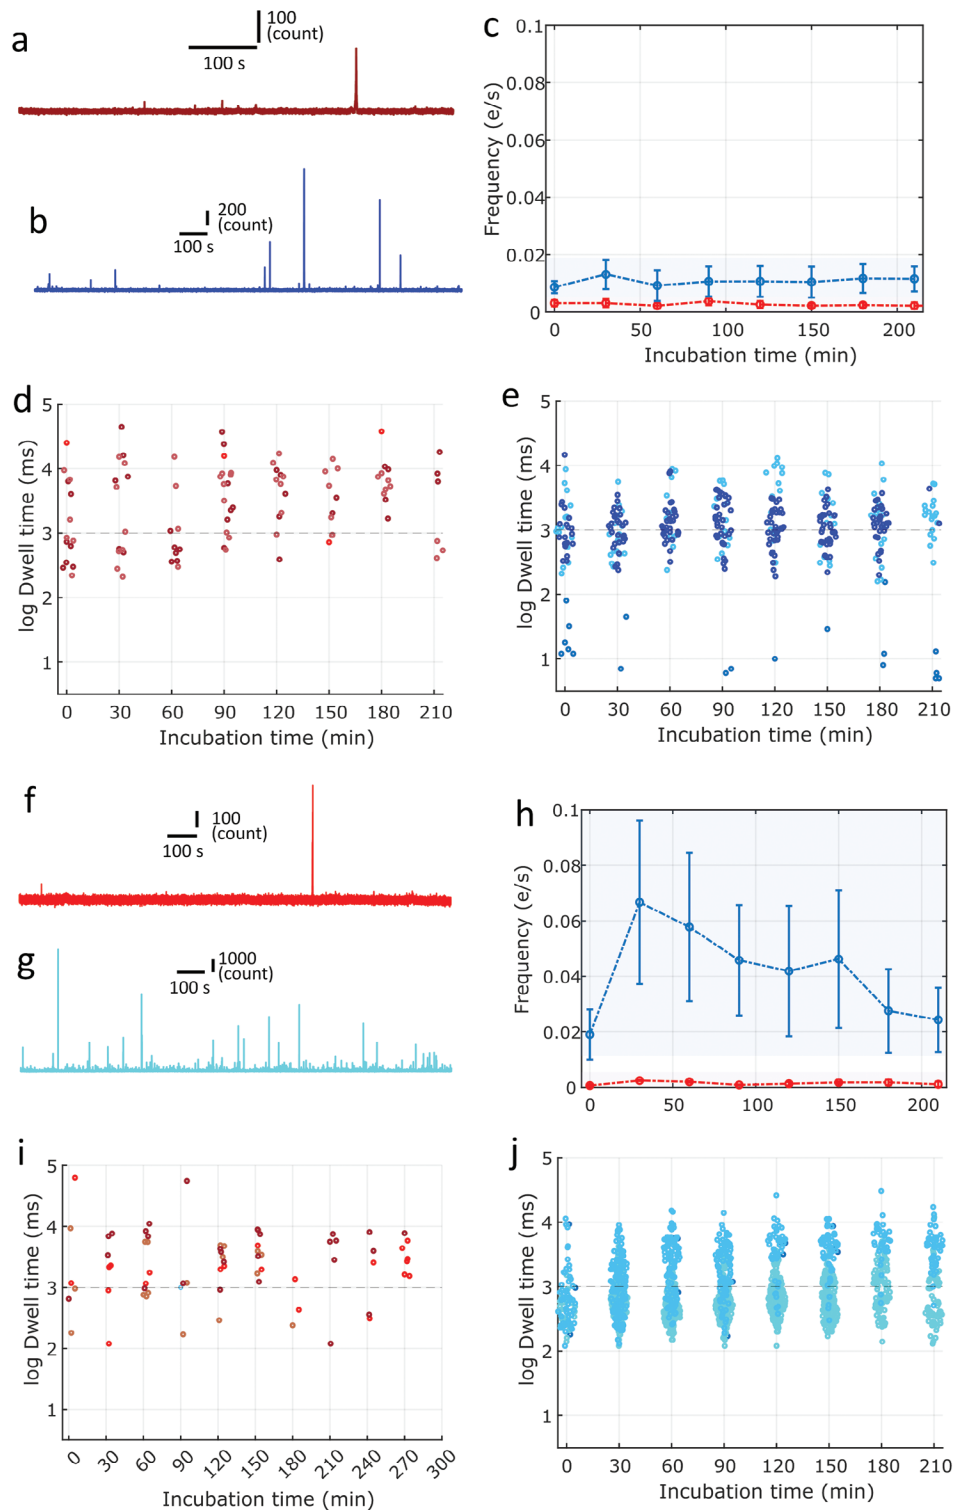 a
100
(count)
100 s
b
200
(count)
100 s
c
0.1
0.08
0.06
0.04
0.02
0
Frequency (e/s)
0 50 100 150 200
Incubation time (min)
d
5
4
3
2
1
log Dwell time (ms)
0 30 60 90 120 150 180 210
Incubation time (min)
e
5
4
3
2
1
log Dwell time (ms)
0 30 60 90 120 150 180 210
Incubation time (min)
f
100
(count)
100 s
g
1000
(count)
100 s
h
0.1
0.08
0.06
0.04
0.02
0
Frequency (e/s)
0 50 100 150 200
i
5
4
3
2
1
log Dwell time (ms)
0 30 60 90 120 150 180 210 240 270 300
Incubation time (min)
j
5
4
3
2
1
log Dwell time (ms)
0 30 60 90 120 150 180 210
Incubation time (min)